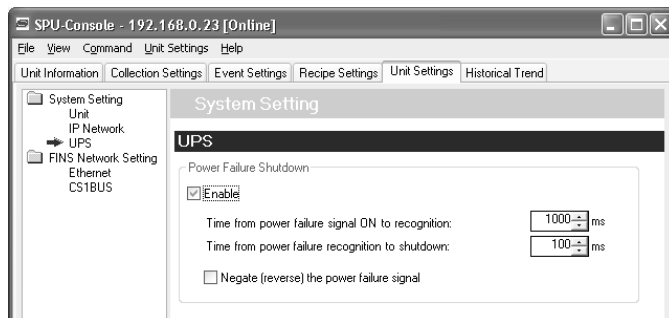 SPU-Console - 192.168.0.23 [Online]
File View Command Unit Settings Help
Unit Information Collection Settings Event Settings Recipe Settings Unit Settings Historical Trend
System Setting
Unit
IP Network
UPS
FINS Network Setting
Ethernet
CS1BUS
System Setting
UPS
Power Failure Shutdown
Enable
Time from power failure signal ON to recognition: 1000 ms
Time from power failure recognition to shutdown: 100 ms
Negate (reverse) the power failure signal